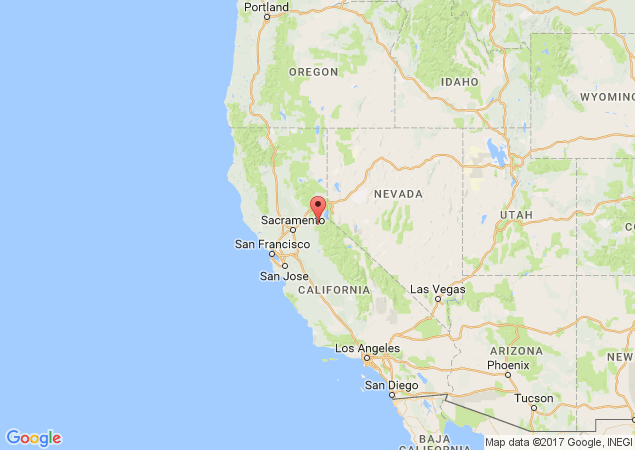 Portland
OREGON
IDAHO
WYOMING
NEVADA
Sacramento
UTAH
San Francisco
San Jose
CALIFORNIA
Las Vegas
Los Angeles
ARIZONA
NEW
Phoenix
San Diego
Tucson
BAJA
CALIFORNIA
Google
Map data ©2017 Google, INEGI